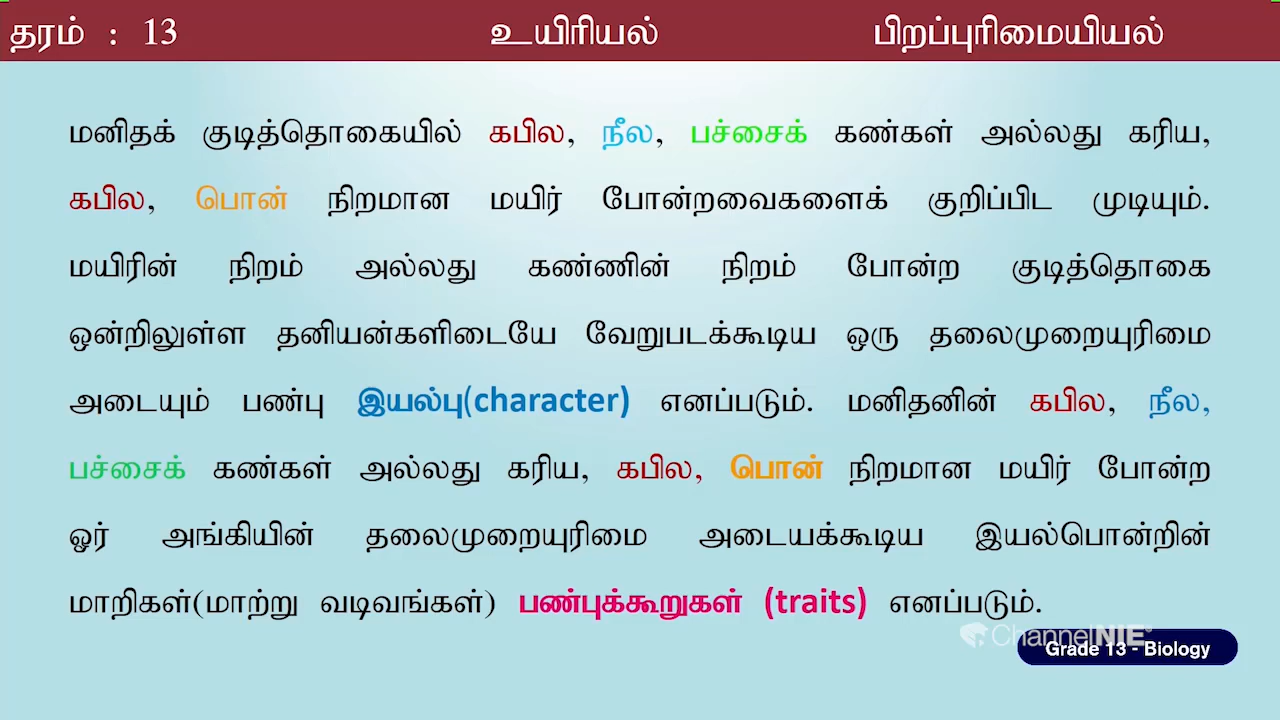 தரம் : 13 உயிரியல் பிறப்புரிமையியல்
மனிதக் குடித்தொகையில் கபில, நீல, பச்சைக் கண்கள் அல்லது கரிய,
கபில, பொன் நிறமான மயிர் போன்றவைகளைக் குறிப்பிட முடியும்.
மயிரின் நிறம் அல்லது கண்ணின் நிறம் போன்ற குடித்தொகை
ஒன்றிலுள்ள தனியன்களிடையே வேறுபடக்கூடிய ஒரு தலைமுறையுரிமை
அடையும் பண்பு இயல்பு(character) எனப்படும். மனிதனின் கபில, நீல,
பச்சைக் கண்கள் அல்லது கரிய, கபில, பொன் நிறமான மயிர் போன்ற
ஓர் அங்கியின் தலைமுறையுரிமை அடையக்கூடிய இயல்பொன்றின்
மாறிகள்(மாற்று வடிவங்கள்) பண்புக்கூறுகள் (traits) எனப்படும்.
ChannelNIE
Grade 13 - Biology